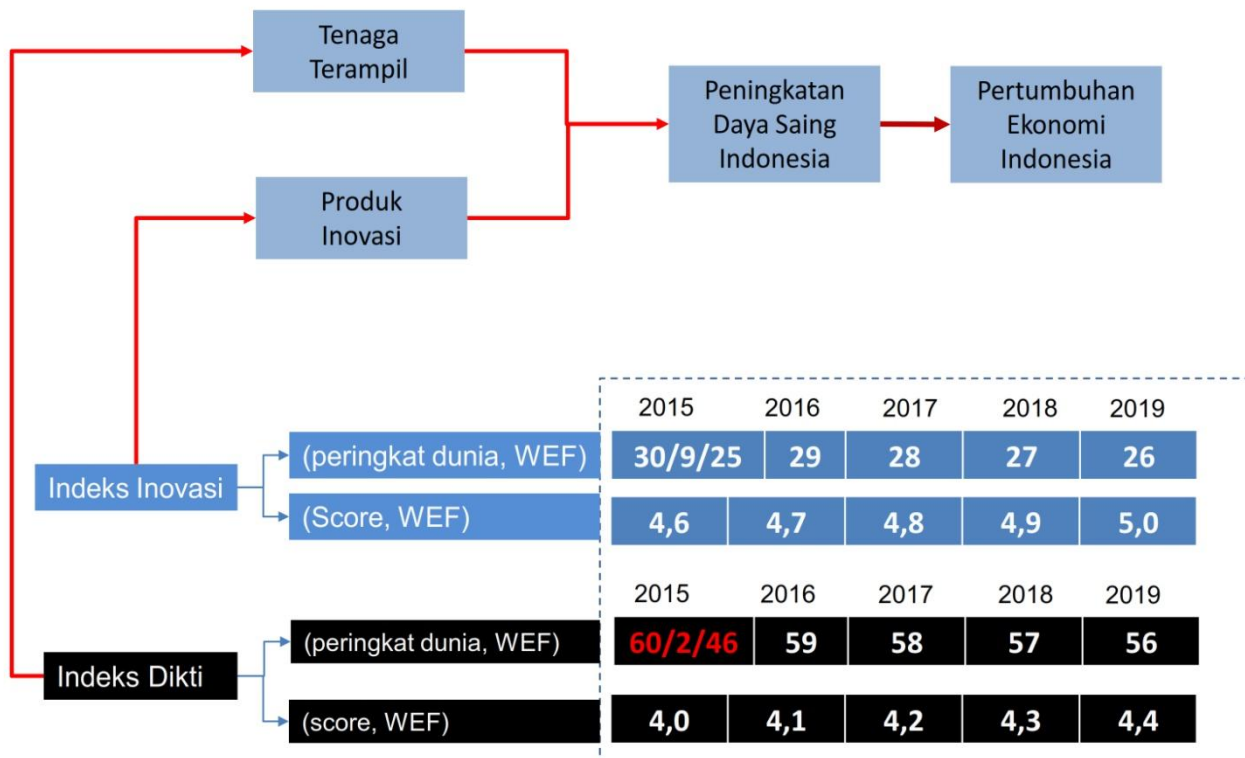 Tenaga
Terampil
Peningkatan
Daya Saing
Indonesia
Pertumbuhan
Ekonomi
Indonesia
Produk
Inovasi
2015 2016 2017 2018 2019
Indeks Inovasi
(peringkat dunia, WEF) 30/9/25 29 28 27 26
(Score, WEF) 4,6 4,7 4,8 4,9 5,0
2015 2016 2017 2018 2019
Indeks Dikti
(peringkat dunia, WEF) 60/2/46 59 58 57 56
(score, WEF) 4,0 4,1 4,2 4,3 4,4